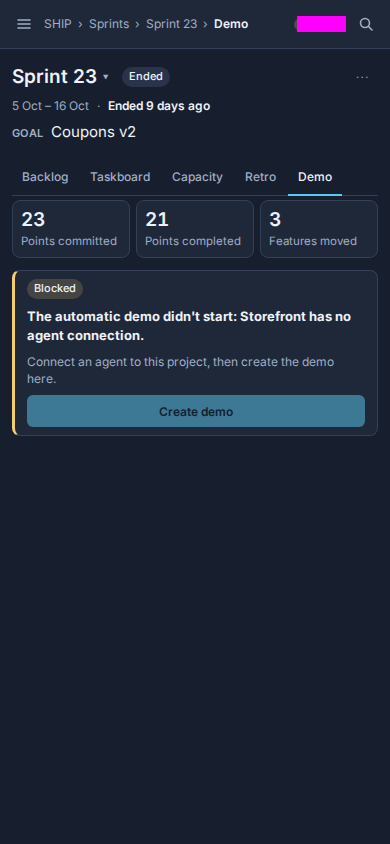 SHIP › Sprints › Sprint 23 › Demo
Sprint 23 ▾ Ended ...
5 Oct – 16 Oct · Ended 9 days ago
GOAL Coupons v2
Backlog Taskboard Capacity Retro Demo
23 21 3
Points committed Points completed Features moved
Blocked
The automatic demo didn't start: Storefront has no
agent connection.
Connect an agent to this project, then create the demo
here.
Create demo